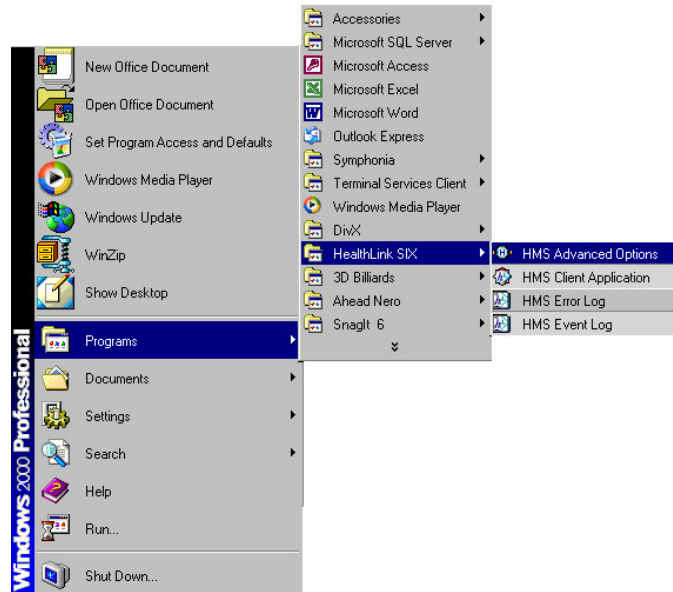 Windows 2000 Professional
New Office Document
Open Office Document
Set Program Access and Defaults
Windows Media Player
Windows Update
WinZip
Show Desktop
Programs
Documents
Settings
Search
Help
Run...
Shut Down...
Accessories
Microsoft SQL Server
Microsoft Access
Microsoft Excel
Microsoft Word
Outlook Express
Symphonia
Terminal Services Client
Windows Media Player
DivX
HealthLink SIX
3D Billiards
Ahead Nero
SnagIt 6
HMS Advanced Options
HMS Client Application
HMS Error Log
HMS Event Log